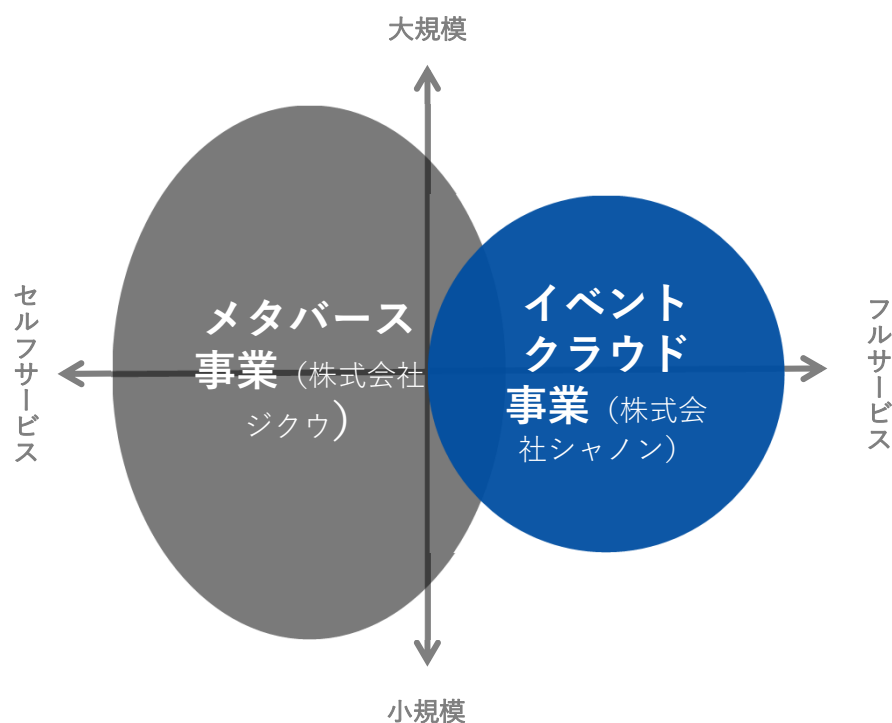 大規模
セルフサービス
メタバース
事業（株式会社
ジクウ）
イベント
クラウド
事業（株式会
社シャノン）
フルサービス
小規模